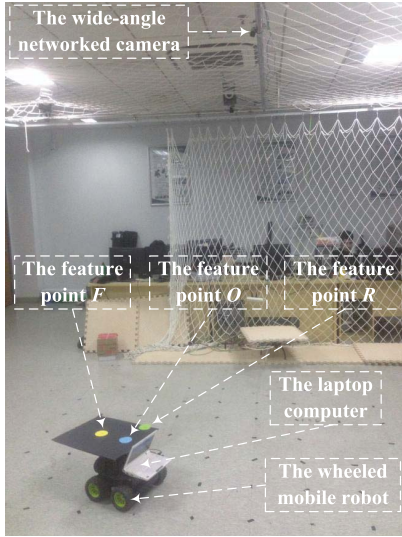 The wide-angle
networked camera
The feature
point F
The feature
point O
The feature
point R
The laptop
computer
The wheeled
mobile robot